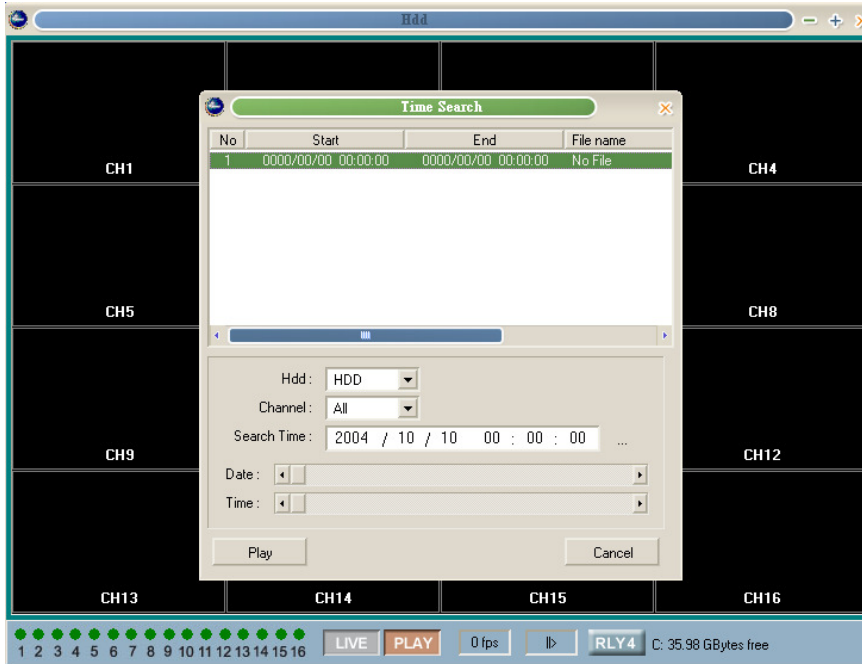 Hdd
Time Search
No Start End File name
1 0000/00/00 00:00:00 0000/00/00 00:00:00 No File
CH1
CH4
CH5
CH8
Hdd : HDD
Channel : All
Search Time : 2004 / 10 / 10 00 : 00 : 00 ...
CH9
CH12
Date :
Time :
Play Cancel
CH13 CH14 CH15 CH16
1 2 3 4 5 6 7 8 9 10 11 12 13 14 15 16 LIVE PLAY 0 fps RLY4 C: 35.98 GBytes free